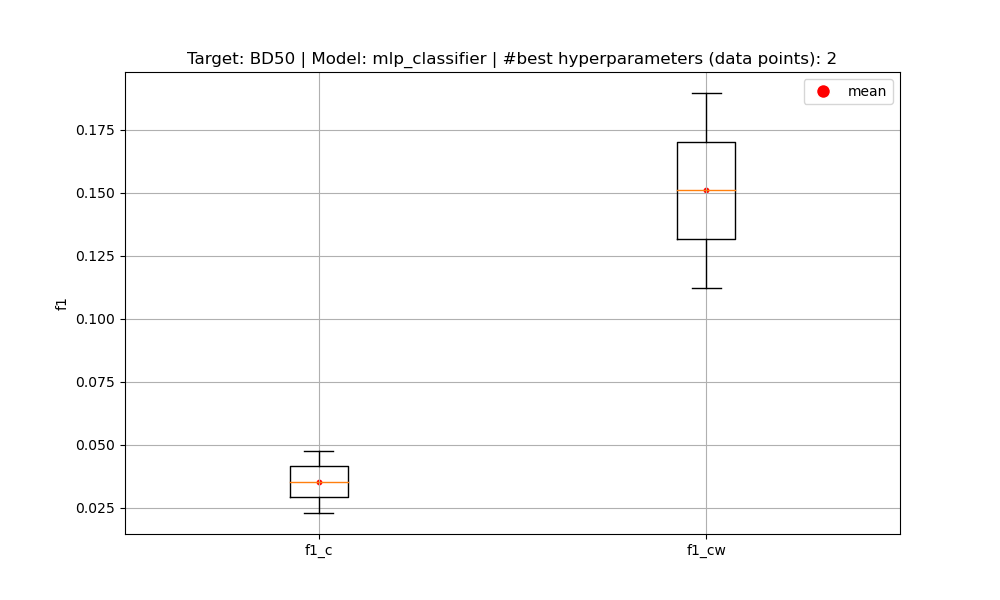 Target: BD50 | Model: mlp_classifier | #best hyperparameters (data points): 2
mean
0.175
0.150
0.125
0.100
0.075
0.050
0.025
f1
f1_c
f1_cw